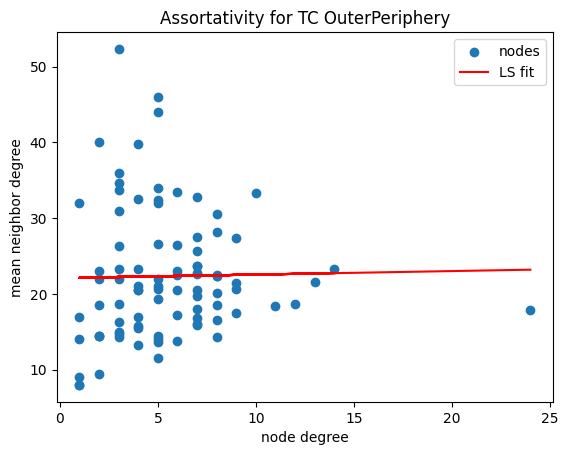 Assortativity for TC OuterPeriphery
nodes
LS fit
mean neighbor degree
50
40
30
20
10
0
5
10
15
20
25
node degree